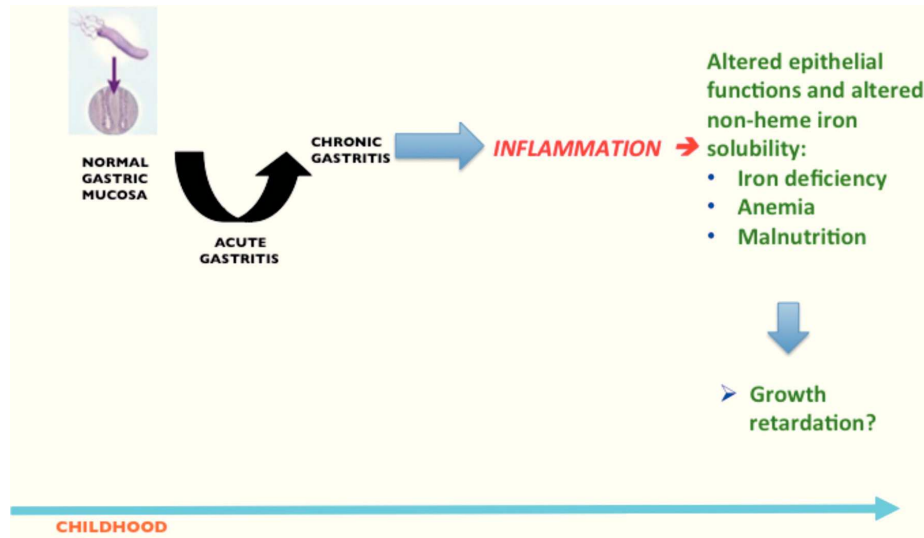 NORMAL
GASTRIC
MUCOSA
ACUTE
GASTRITIS
CHRONIC
GASTRITIS
INFLAMMATION
Altered epithelial
functions and altered
non-heme iron
solubility:
• Iron deficiency
• Anemia
• Malnutrition
Growth
retardation?
CHILDHOOD